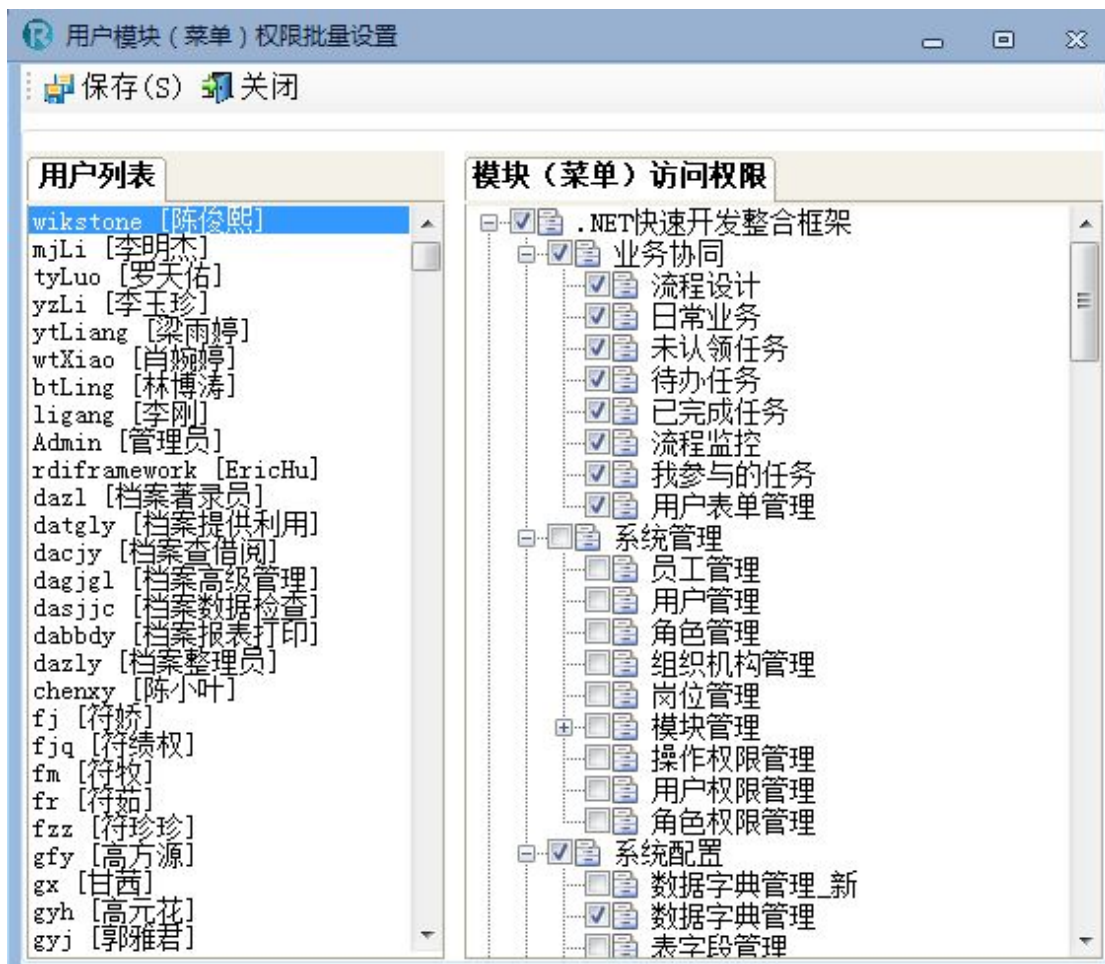 用户模块(菜单)权限批量设置
保存(S) 关闭
用户列表
wikstone [陈俊熙]
mjLi [李明杰]
tyLuo [罗天佑]
yzLi [李玉珍]
ytLiang [梁雨婷]
wtXiao [肖婉婷]
btLing [林博涛]
ligang [李刚]
Admin [管理员]
rdiframework [EricHu]
dazl [档案著录员]
datgly [档案提供利用]
dacjy [档案查借阅]
dagjgl [档案高级管理]
dasjjc [档案数据检查]
dabbdy [档案报表打印]
dazly [档案整理员]
chenxy [陈小叶]
fj [符娇]
fjq [符绩权]
fm [符牧]
fr [符茹]
fzz [符珍珍]
gfy [高方源]
gx [甘茜]
gyh [高元花]
gyj [郭雅君]
模块（菜单）访问权限
.NET快速开发整合框架
业务协同
流程设计
日常业务
未认领任务
待办任务
已完成任务
流程监控
我参与的任务
用户表单管理
系统管理
员工管理
用户管理
角色管理
组织机构管理
岗位管理
模块管理
操作权限管理
用户权限管理
角色权限管理
系统配置
数据字典管理_新
数据字典管理
表字段管理